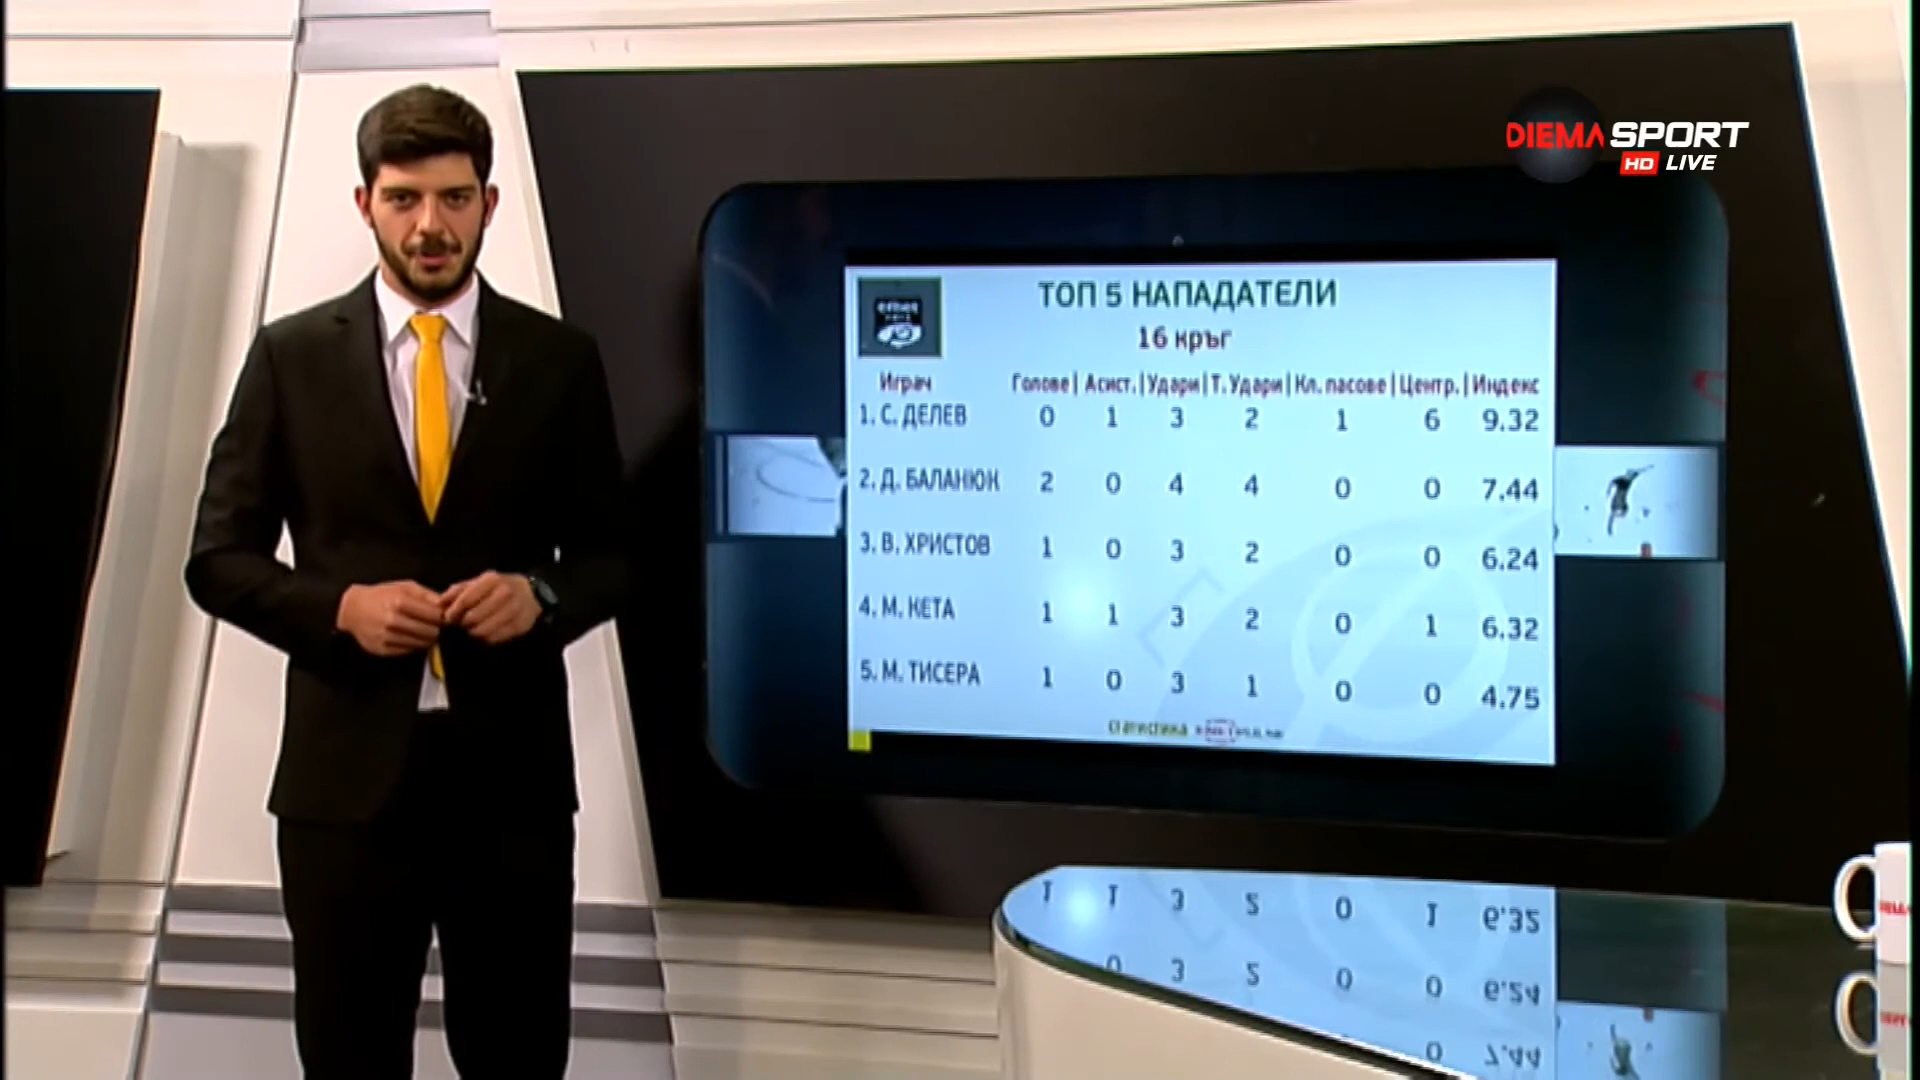 DIEMA SPORT
HD LIVE
ТОП 5 НАПАДАТЕЛИ
16 кръг
efbet
Играч Голове | Асист. | Удари | Т. Удари | Кл. пасове | Центр. | Индекс
1. С. ДЕЛЕВ 0 1 3 2 1 6 9.32
2. Д. БАЛАНЮК 2 0 4 4 0 0 7.44
3. В. ХРИСТОВ 1 0 3 2 0 0 6.24
4. М. КЕТА 1 1 3 2 0 1 6.32
5. М. ТИСЕРА 1 0 3 1 0 0 4.75
статистика